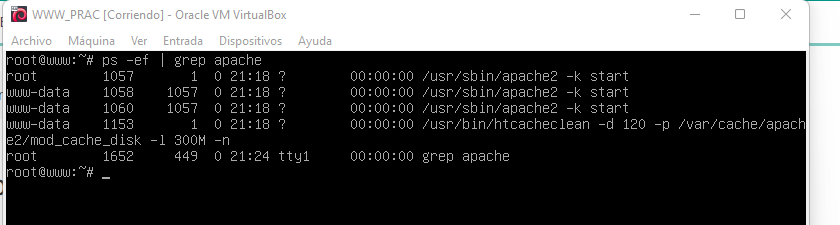 WWW_PRAC [Corriendo] - Oracle VM VirtualBox
Archivo Máquina Ver Entrada Dispositivos Ayuda
root@www:~# ps -ef | grep apache
root 1057 1 0 21:18 ? 00:00:00 /usr/sbin/apache2 -k start
www-data 1058 1057 0 21:18 ? 00:00:00 /usr/sbin/apache2 -k start
www-data 1060 1057 0 21:18 ? 00:00:00 /usr/sbin/apache2 -k start
www-data 1153 1 0 21:18 ? 00:00:00 /usr/bin/htcacheclean -d 120 -p /var/cache/apach
e2/mod_cache_disk -l 300M -n
root 1652 449 0 21:24 tty1 00:00:00 grep apache
root@www:~# _